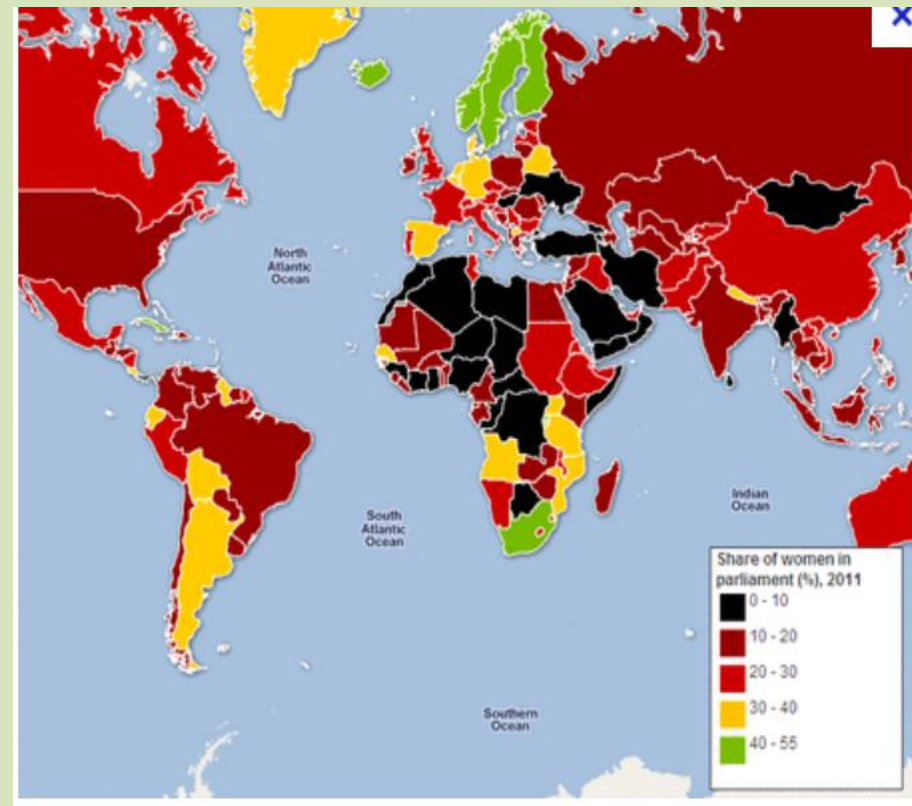 North
Atlantic
Ocean
South
Atlantic
Ocean
Indian
Ocean
Southern
Ocean
Share of women in
parliament (%), 2011
0 - 10
10 - 20
20 - 30
30 - 40
40 - 55